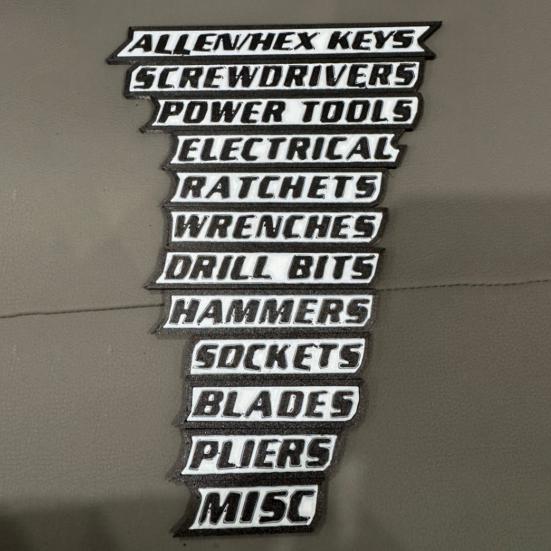 ALLEN/HEX KEYS
SCREWDRIVERS
POWER TOOLS
ELECTRICAL
RATCHETS
WRENCHES
DRILL BITS
HAMMERS
SOCKETS
BLADES
PLIERS
MISC